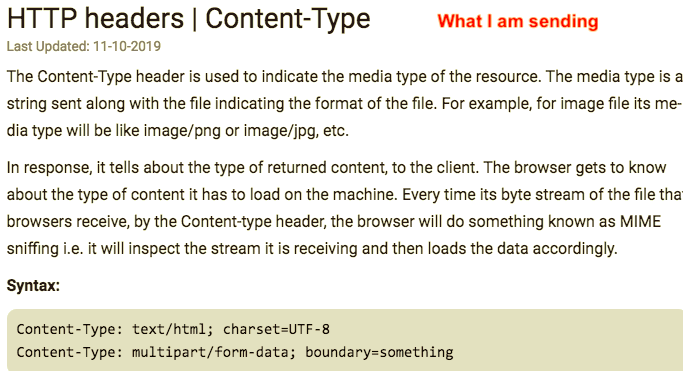 HTTP headers | Content-Type
What I am sending
Last Updated: 11-10-2019
The Content-Type header is used to indicate the media type of the resource. The media type is a
string sent along with the file indicating the format of the file. For example, for image file its me-
dia type will be like image/png or image/jpg, etc.
In response, it tells about the type of returned content, to the client. The browser gets to know
about the type of content it has to load on the machine. Every time its byte stream of the file tha
browsers receive, by the Content-type header, the browser will do something known as MIME
sniffing i.e. it will inspect the stream it is receiving and then loads the data accordingly.
Syntax:
Content-Type: text/html; charset=UTF-8
Content-Type: multipart/form-data; boundary=something